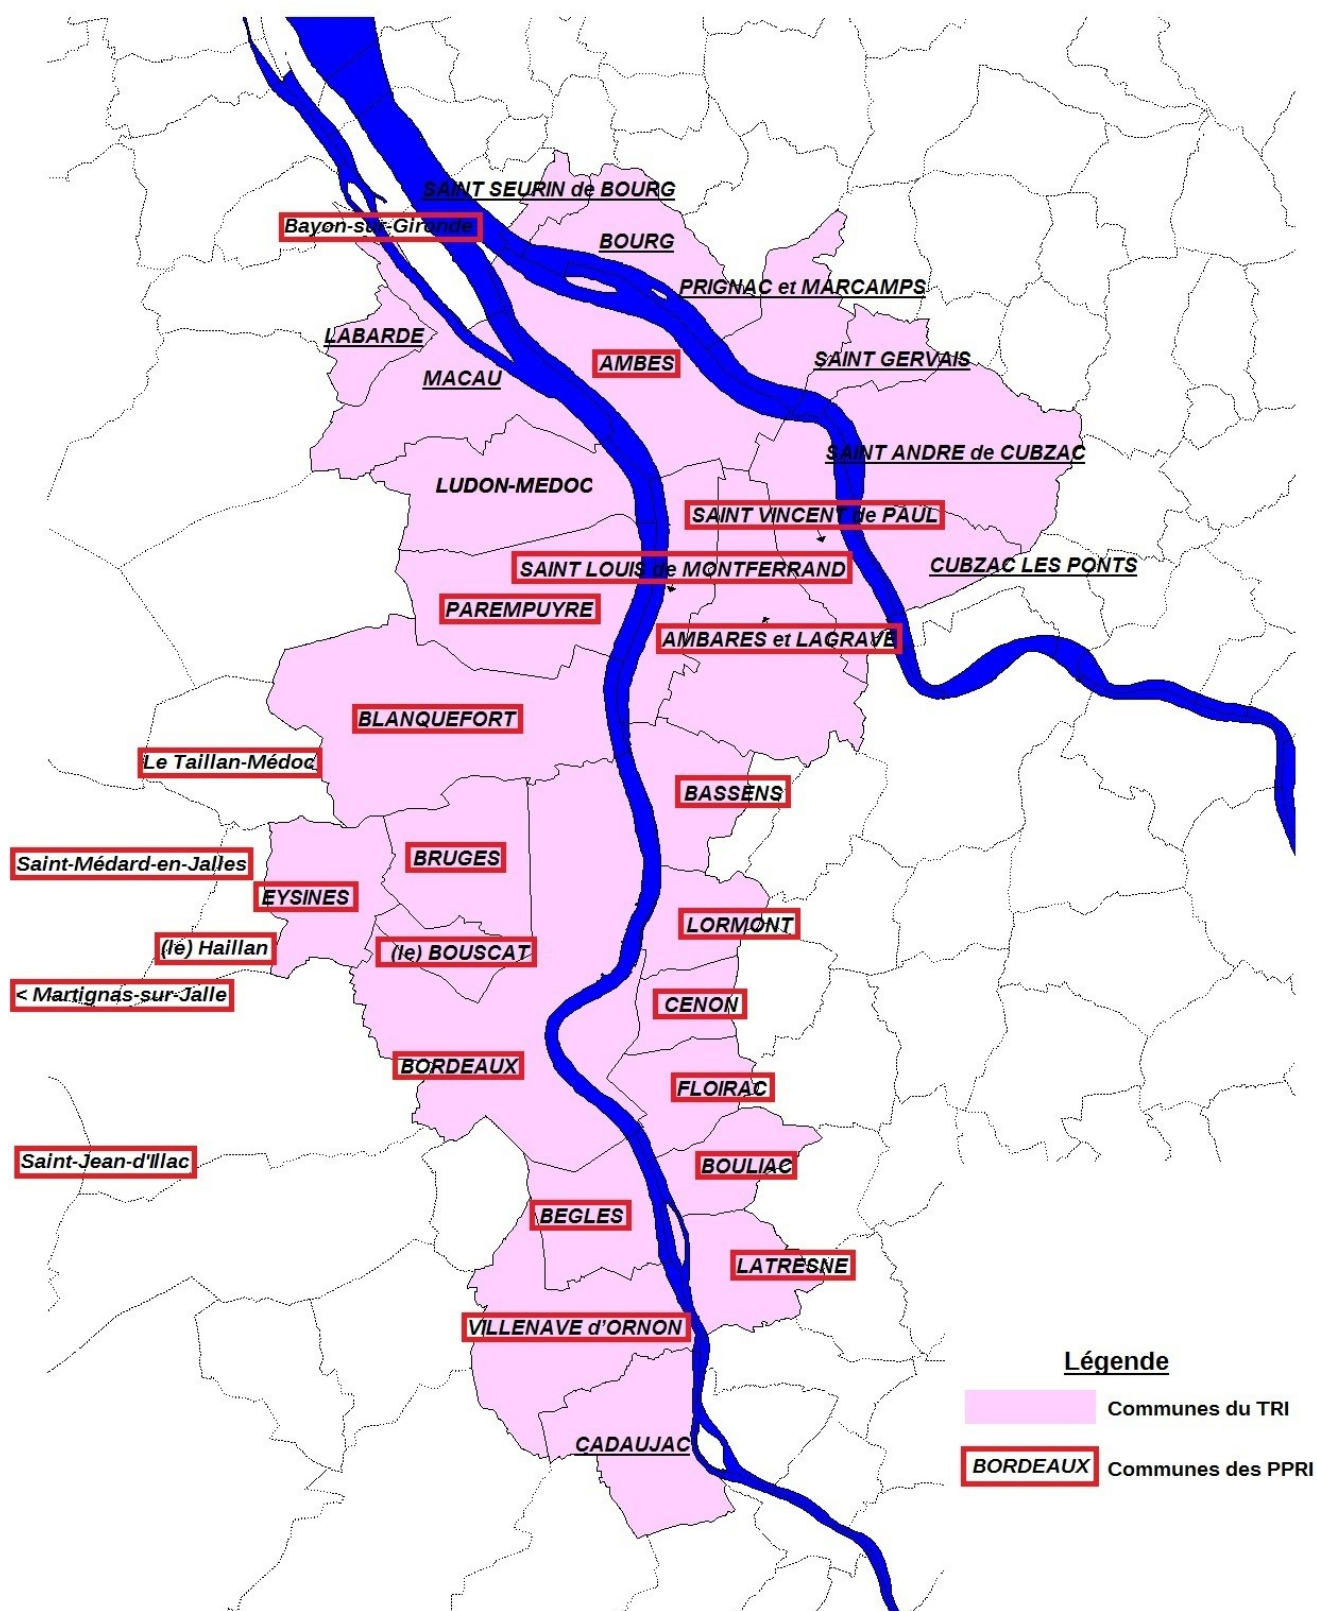 SAINT SEURIN de BOURG
Bayon-sur-Gironde
BOURG
PRIGNAC et MARCAMPS
LABARDE
AMBES
SAINT GERVAIS
MACAU
SAINT ANDRE de CUBZAC
LUDON-MEDOC
SAINT VINCENT de PAUL
SAINT LOUIS de MONTFERRAND
CUBZAC LES PONTS
PAREMPUYRE
AMBARES et LAGRAVE
BLANQUEFORT
Le Taillan-Médoc
BASSENS
BRUGES
Saint-Médard-en-Jalles
EYSINES
LORMONT
(le) Haillan
(le) BOUSCAT
< Martignas-sur-Jalle
CENON
BORDEAUX
FLOIRAC
Saint-Jean-d'Illac
BOULIAC
BEGLES
LATRESNE
VILLENAVE d'ORNON
CADAUJAC
Légende
Communes du TRI
BORDEAUX Communes des PPRI